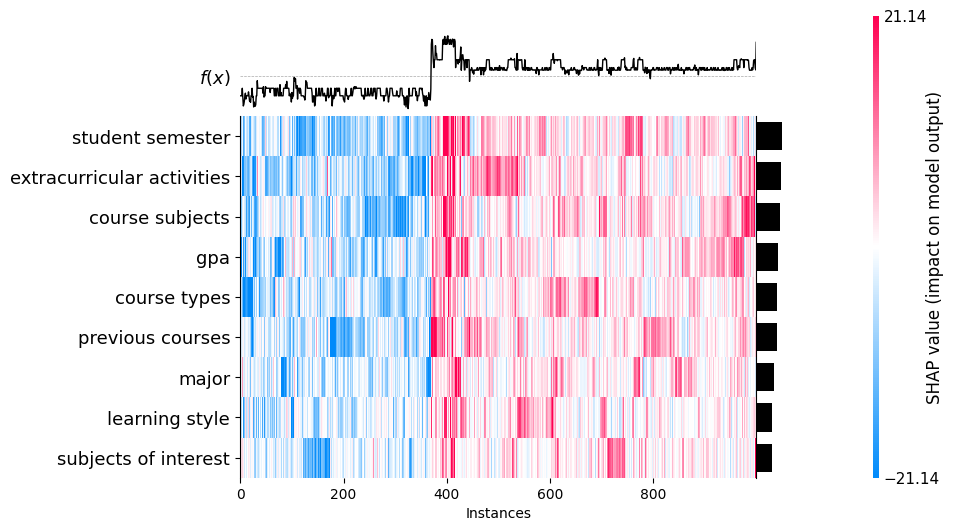 21.14
f(x)
student semester
extracurricular activities
course subjects
gpa
course types
previous courses
major
learning style
subjects of interest
0 200 400 600 800
Instances
−21.14
SHAP value (impact on model output)